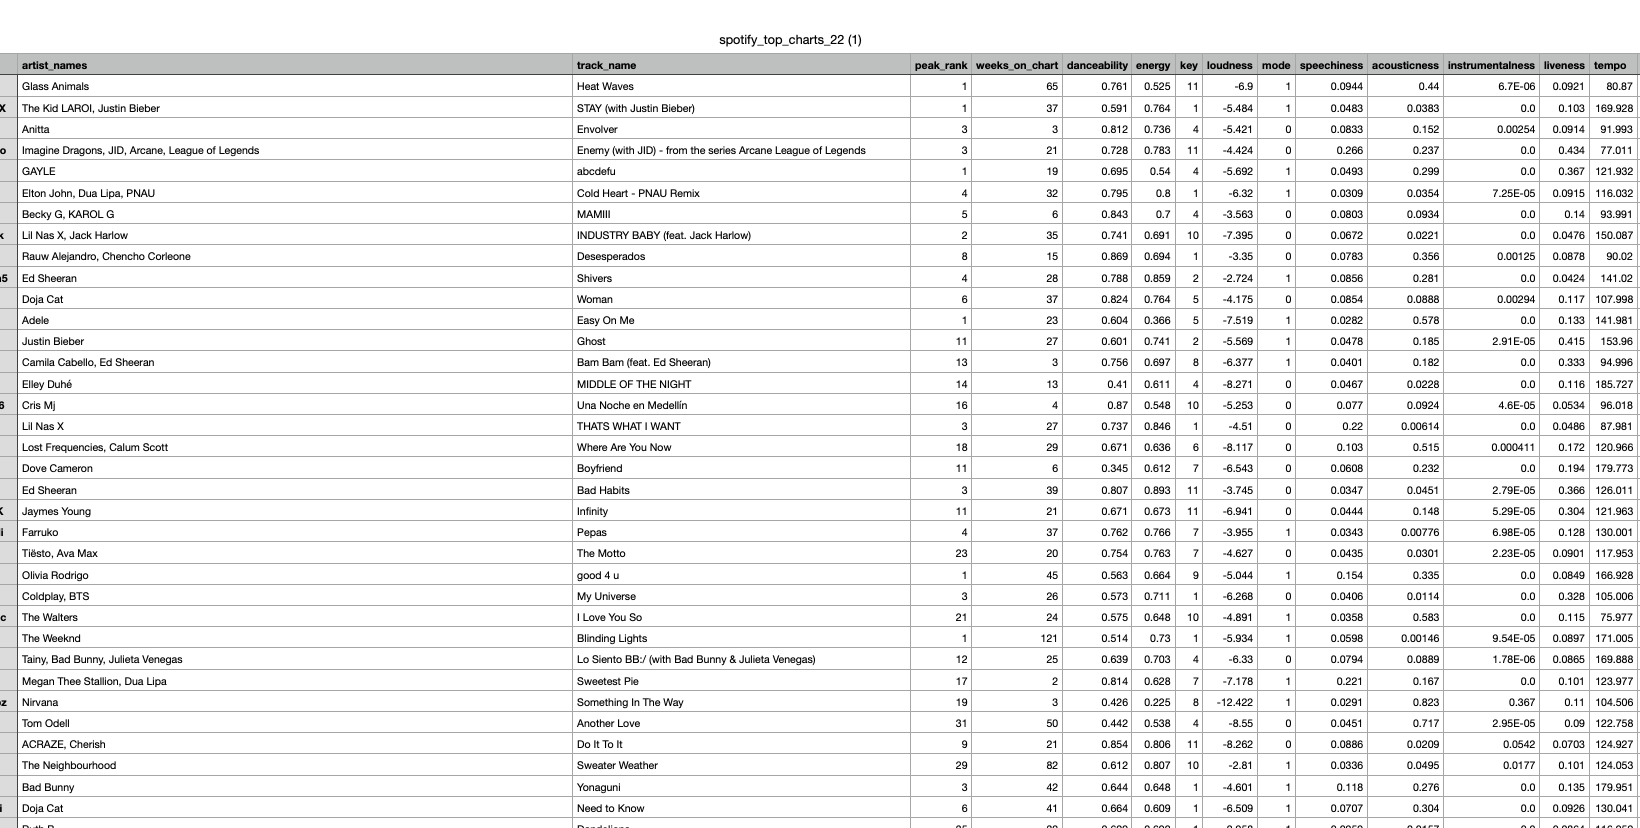 spotify_top_charts_22 (1)
artist_names track_name peak_rank weeks_on_chart danceability energy key loudness mode speechiness acousticness instrumentalness liveness tempo
Glass Animals Heat Waves 1 65 0.761 0.525 11 -6.9 1 0.0944 0.44 6.7E-06 0.0921 80.87
X The Kid LAROI, Justin Bieber STAY (with Justin Bieber) 1 37 0.591 0.764 1 -5.484 1 0.0483 0.0383 0.0 0.103 169.928
Anitta Envolver 3 3 0.812 0.736 4 -5.421 0 0.0833 0.152 0.00254 0.0914 91.993
o Imagine Dragons, JID, Arcane, League of Legends Enemy (with JID) - from the series Arcane League of Legends 3 21 0.728 0.783 11 -4.424 0 0.266 0.237 0.0 0.434 77.011
GAYLE abcdefu 1 19 0.695 0.54 4 -5.692 1 0.0493 0.299 0.0 0.367 121.932
Elton John, Dua Lipa, PNAU Cold Heart - PNAU Remix 4 32 0.795 0.8 1 -6.32 1 0.0309 0.0354 7.25E-05 0.0915 116.032
Becky G, KAROL G MAMIII 5 6 0.843 0.7 4 -3.563 0 0.0803 0.0934 0.0 0.14 93.991
k Lil Nas X, Jack Harlow INDUSTRY BABY (feat. Jack Harlow) 2 35 0.741 0.691 10 -7.395 0 0.0672 0.0221 0.0 0.0476 150.087
Rauw Alejandro, Chencho Corleone Desesperados 8 15 0.869 0.694 1 -3.35 0 0.0783 0.356 0.00125 0.0878 90.02
i5 Ed Sheeran Shivers 4 28 0.788 0.859 2 -2.724 1 0.0856 0.281 0.0 0.0424 141.02
Doja Cat Woman 6 37 0.824 0.764 5 -4.175 0 0.0854 0.0888 0.00294 0.117 107.998
Adele Easy On Me 1 23 0.604 0.366 5 -7.519 1 0.0282 0.578 0.0 0.133 141.981
Justin Bieber Ghost 11 27 0.601 0.741 2 -5.569 1 0.0478 0.185 2.91E-05 0.415 153.96
Camila Cabello, Ed Sheeran Bam Bam (feat. Ed Sheeran) 13 3 0.756 0.697 8 -6.377 1 0.0401 0.182 0.0 0.333 94.996
Elley Duhé MIDDLE OF THE NIGHT 14 13 0.41 0.611 4 -8.271 0 0.0467 0.0228 0.0 0.116 185.727
6 Cris Mj Una Noche en Medellín 16 4 0.87 0.548 10 -5.253 0 0.077 0.0924 4.6E-05 0.0534 96.018
Lil Nas X THATS WHAT I WANT 3 27 0.737 0.846 1 -4.51 0 0.22 0.00614 0.0 0.0486 87.981
Lost Frequencies, Calum Scott Where Are You Now 18 29 0.671 0.636 6 -8.117 0 0.103 0.515 0.000411 0.172 120.966
Dove Cameron Boyfriend 11 6 0.345 0.612 7 -6.543 0 0.0608 0.232 0.0 0.194 179.773
Ed Sheeran Bad Habits 3 39 0.807 0.893 11 -3.745 0 0.0347 0.0451 2.79E-05 0.366 126.011
K Jaymes Young Infinity 11 21 0.671 0.673 11 -6.941 0 0.0444 0.148 5.29E-05 0.304 121.963
i Farruko Pepas 4 37 0.762 0.766 7 -3.955 1 0.0343 0.00776 6.98E-05 0.128 130.001
Tiësto, Ava Max The Motto 23 20 0.754 0.763 7 -4.627 0 0.0435 0.0301 2.23E-05 0.0901 117.953
Olivia Rodrigo good 4 u 1 45 0.563 0.664 9 -5.044 1 0.154 0.335 0.0 0.0849 166.928
Coldplay, BTS My Universe 3 26 0.573 0.711 1 -6.268 0 0.0406 0.0114 0.0 0.328 105.006
c The Walters I Love You So 21 24 0.575 0.648 10 -4.891 1 0.0358 0.583 0.0 0.115 75.977
The Weeknd Blinding Lights 1 121 0.514 0.73 1 -5.934 1 0.0598 0.00146 9.54E-05 0.0897 171.005
Tainy, Bad Bunny, Julieta Venegas Lo Siento BB:/ (with Bad Bunny & Julieta Venegas) 12 25 0.639 0.703 4 -6.33 0 0.0794 0.0889 1.78E-06 0.0865 169.888
Megan Thee Stallion, Dua Lipa Sweetest Pie 17 2 0.814 0.628 7 -7.178 1 0.221 0.167 0.0 0.101 123.977
z Nirvana Something In The Way 19 3 0.426 0.225 8 -12.422 1 0.0291 0.823 0.367 0.11 104.506
Tom Odell Another Love 31 50 0.442 0.538 4 -8.55 0 0.0451 0.717 2.95E-05 0.09 122.758
ACRAZE, Cherish Do It To It 9 21 0.854 0.806 11 -8.262 0 0.0886 0.0209 0.0542 0.0703 124.927
The Neighbourhood Sweater Weather 29 82 0.612 0.807 10 -2.81 1 0.0336 0.0495 0.0177 0.101 124.053
Bad Bunny Yonaguni 3 42 0.644 0.648 1 -4.601 0 0.118 0.276 0.0 0.135 179.951
i Doja Cat Need to Know 6 41 0.664 0.609 1 -6.509 1 0.0707 0.304 0.0 0.0926 130.041